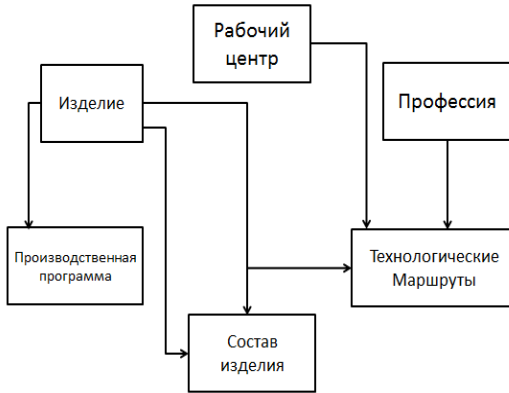 Рабочий
центр
Изделие
Профессия
Производственная
программа
Технологические
Маршруты
Состав
изделия